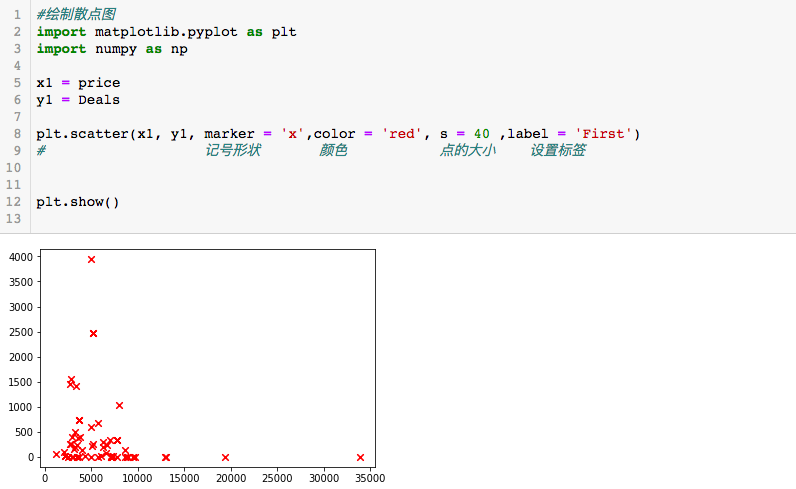 1 #绘制散点图
2 import matplotlib.pyplot as plt
3 import numpy as np
4
5 x1 = price
6 y1 = Deals
7
8 plt.scatter(x1, y1, marker = 'x',color = 'red', s = 40 ,label = 'First')
9 # 记号形状 颜色 点的大小 设置标签
10
11
12 plt.show()
13
4000
3500
3000
2500
2000
1500
1000
500
0
0 5000 10000 15000 20000 25000 30000 35000